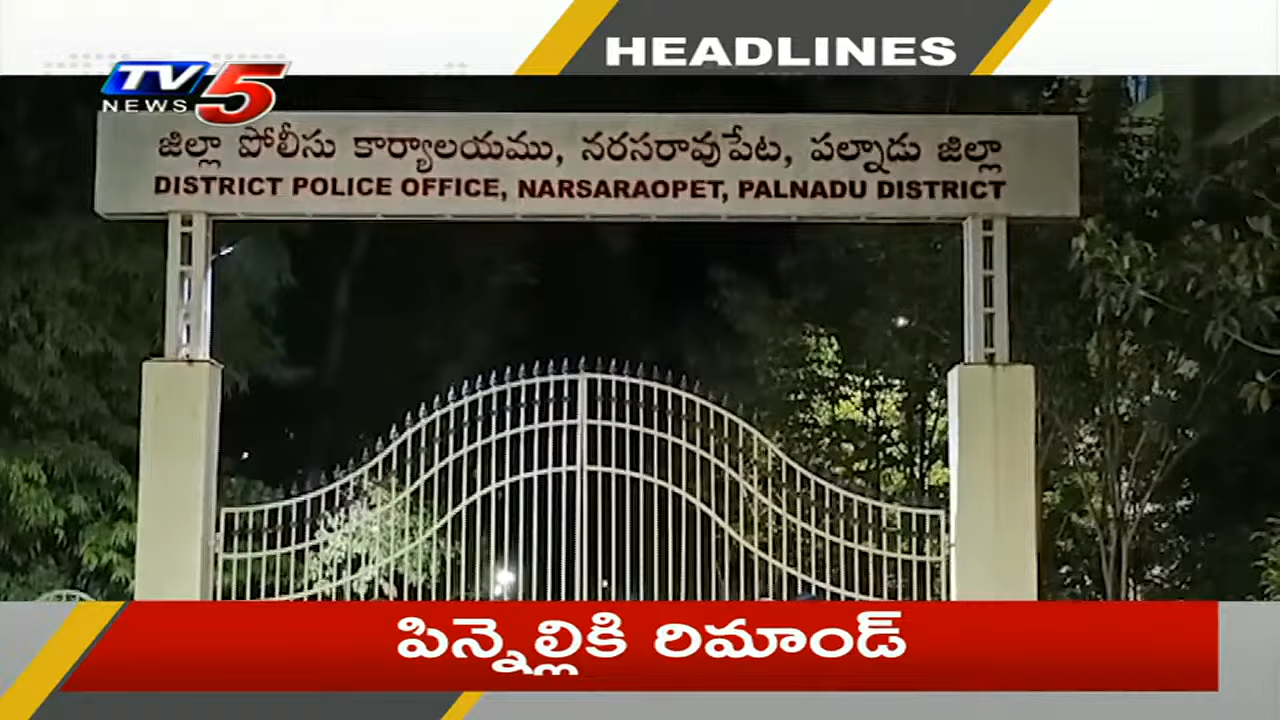 HEADLINES
TV5
NEWS
జిల్లా పోలీసు కార్యాలయము, నరసరావుపేట, పల్నాడు జిల్లా
DISTRICT POLICE OFFICE, NARSARAOPET, PALNADU DISTRICT
పిన్నెల్లికి రిమాండ్